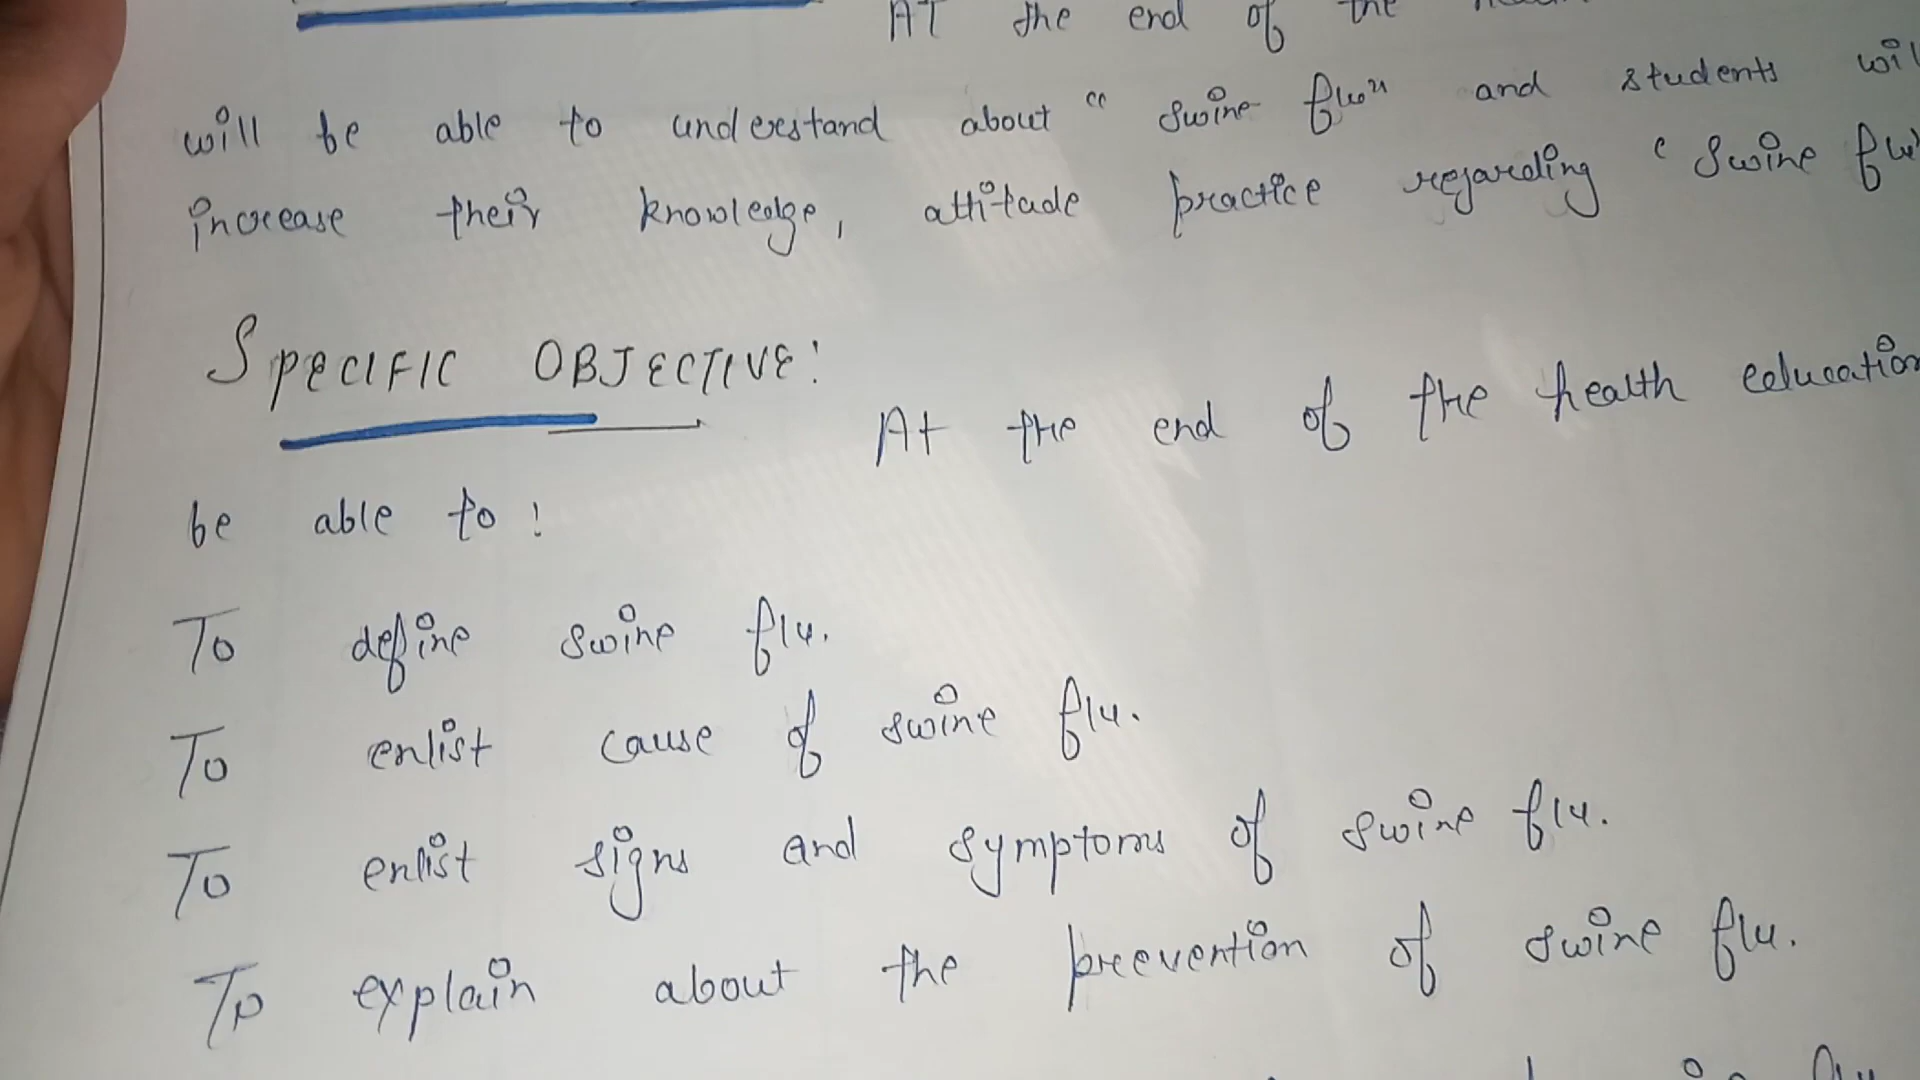 At the end of the
will be able to understand about " swine flu" and students will
increase their knowledge, attitude practice regarding " Swine flu"
SPECIFIC OBJECTIVE:
At the end of the health education
be able to :
To define swine flu.
To enlist cause of swine flu.
To enlist signs and symptoms of swine flu.
To explain about the prevention of swine flu.